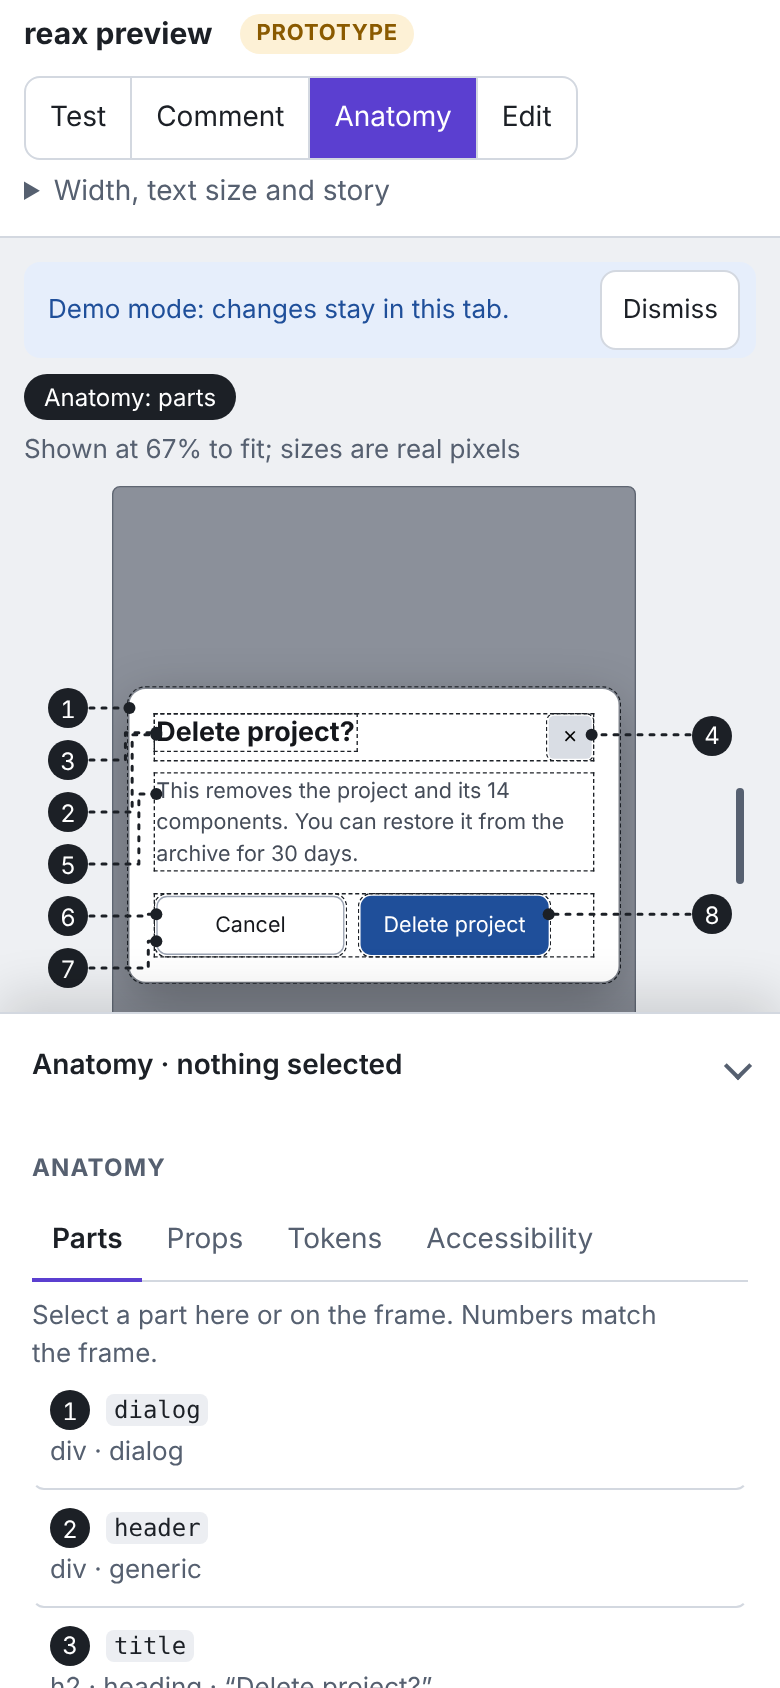 reax preview PROTOTYPE
Test Comment Anatomy Edit
Width, text size and story
Demo mode: changes stay in this tab. Dismiss
Anatomy: parts
Shown at 67% to fit; sizes are real pixels
1
3
2
5
6
7
Delete project? ×
This removes the project and its 14
components. You can restore it from the
archive for 30 days.
Cancel Delete project
4
8
Anatomy · nothing selected
ANATOMY
Parts Props Tokens Accessibility
Select a part here or on the frame. Numbers match
the frame.
1 dialog
div · dialog
2 header
div · generic
3 title
h2 · heading · “Delete project?”